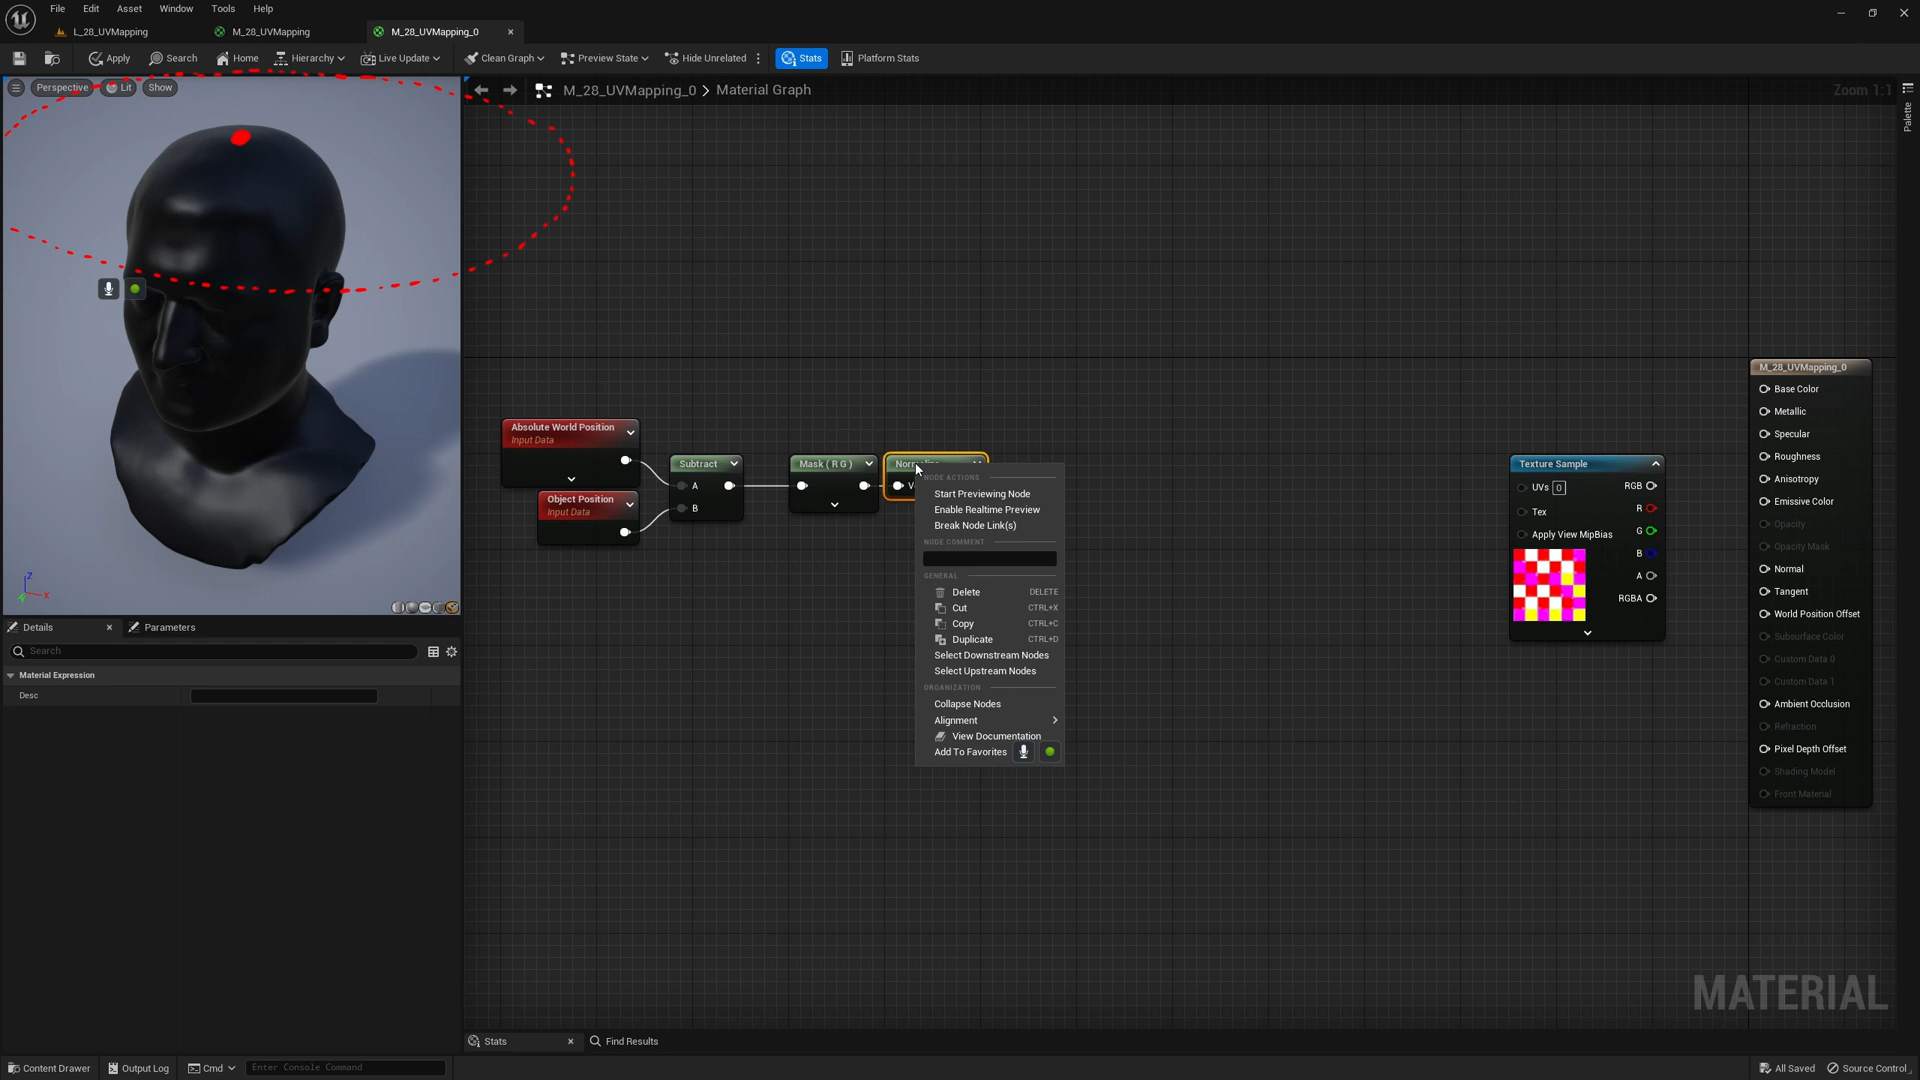 File Edit Asset Window Tools Help
L_28_UVMapping M_28_UVMapping M_28_UVMapping_0
Apply Search Home Hierarchy Live Update Clean Graph Preview State Hide Unrelated Stats Platform Stats
Perspective Lit Show
M_28_UVMapping_0 > Material Graph
Zoom 1:1
Palette
Z
X
Details Parameters
Search
Material Expression
Desc
Absolute World Position
Input Data
Object Position
Input Data
Subtract
A
B
Mask ( R G )
NODE ACTIONS
Start Previewing Node
Enable Realtime Preview
Break Node Link(s)
NODE COMMENT
GENERAL
Delete DELETE
Cut CTRL+X
Copy CTRL+C
Duplicate CTRL+D
Select Downstream Nodes
Select Upstream Nodes
ORGANIZATION
Collapse Nodes
Alignment
View Documentation
Add To Favorites
Texture Sample
UVs 0 RGB
Tex R
Apply View MipBias G
B
A
RGBA
M_28_UVMapping_0
Base Color
Metallic
Specular
Roughness
Anisotropy
Emissive Color
Opacity
Opacity Mask
Normal
Tangent
World Position Offset
Subsurface Color
Custom Data 0
Custom Data 1
Ambient Occlusion
Refraction
Pixel Depth Offset
Shading Model
Front Material
MATERIAL
Stats Find Results
Content Drawer Output Log Cmd Enter Console Command All Saved Source Control